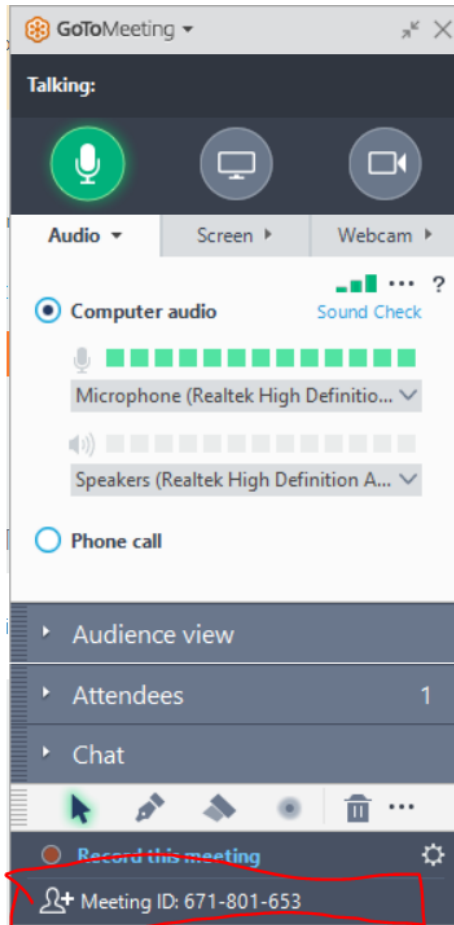 GoToMeeting
Talking:
Audio Screen Webcam
?
Computer audio Sound Check
Microphone (Realtek High Definitio...
Speakers (Realtek High Definition A...
Phone call
Audience view
Attendees 1
Chat
Record this meeting
Meeting ID: 671-801-653